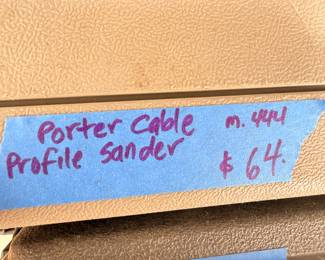 Porter Cable m. 444
Profile Sander
$ 64.